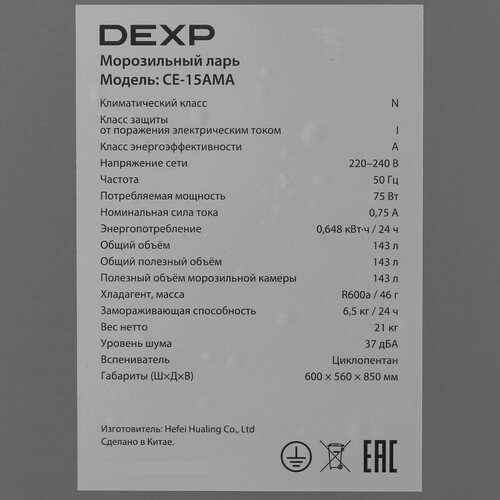 DEXP
Морозильный ларь
Модель: CE-15AMA
Климатический класс N
Класс защиты
от поражения электрическим током I
Класс энергоэффективности A
Напряжение сети 220–240 В
Частота 50 Гц
Потребляемая мощность 75 Вт
Номинальная сила тока 0,75 А
Энергопотребление 0,648 кВт·ч / 24 ч
Общий объём 143 л
Общий полезный объём 143 л
Полезный объём морозильной камеры 143 л
Хладагент, масса R600a / 46 г
Замораживающая способность 6,5 кг / 24 ч
Вес нетто 21 кг
Уровень шума 37 дБА
Вспениватель Циклопентан
Габариты (Ш×Д×В) 600 × 560 × 850 мм
Изготовитель: Hefei Hualing Co., Ltd
Сделано в Китае.
EAC